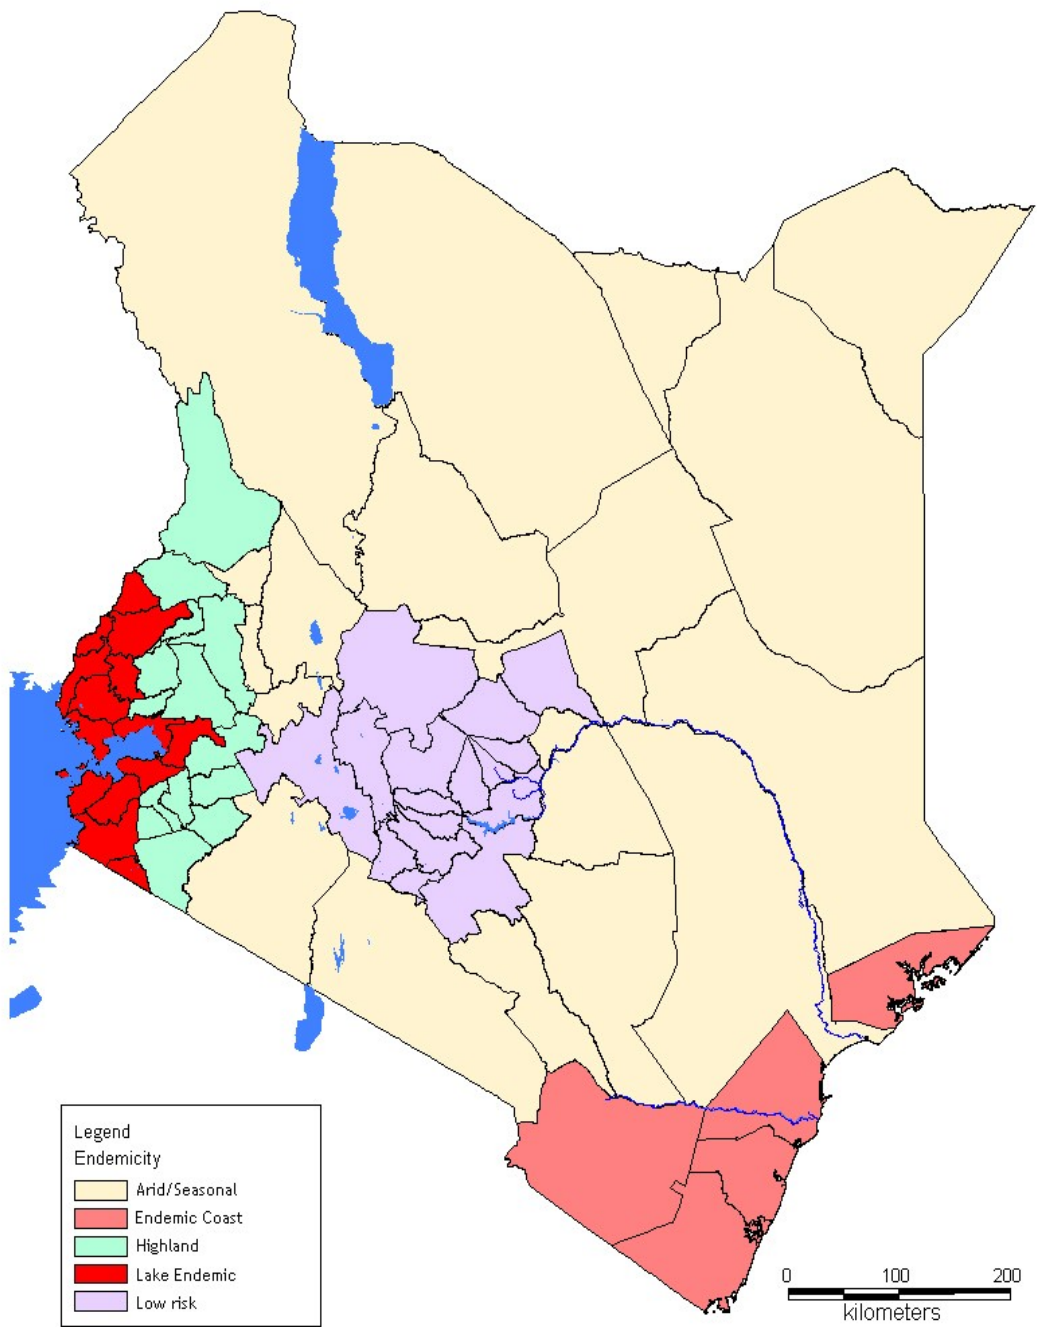 Legend
Endemicity
Arid/Seasonal
Endemic Coast
Highland
Lake Endemic
Low risk
0 100 200
kilometers